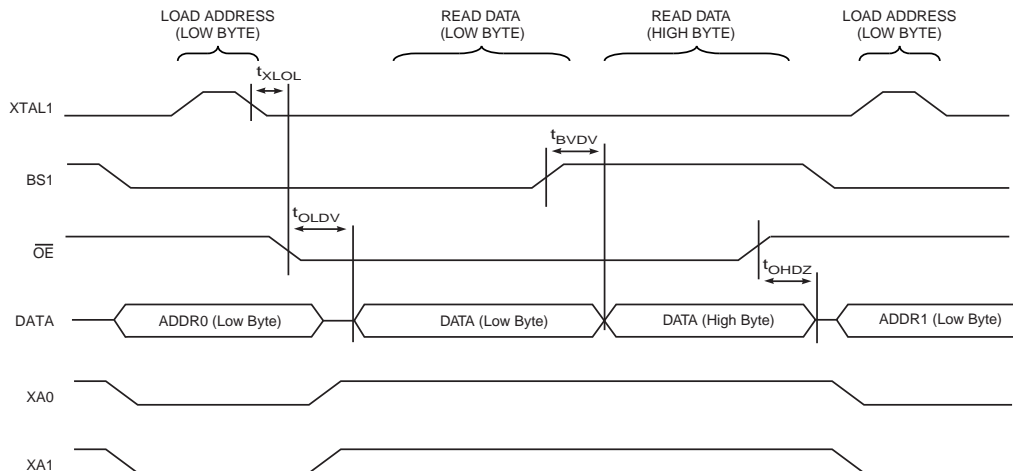 LOAD ADDRESS
(LOW BYTE)
READ DATA
(LOW BYTE)
READ DATA
(HIGH BYTE)
LOAD ADDRESS
(LOW BYTE)
tXLOL
XTAL1
tBVDV
BS1
tOLDV
OE
tOHDZ
DATA
ADDR0 (Low Byte)
DATA (Low Byte)
DATA (High Byte)
ADDR1 (Low Byte)
XA0
XA1